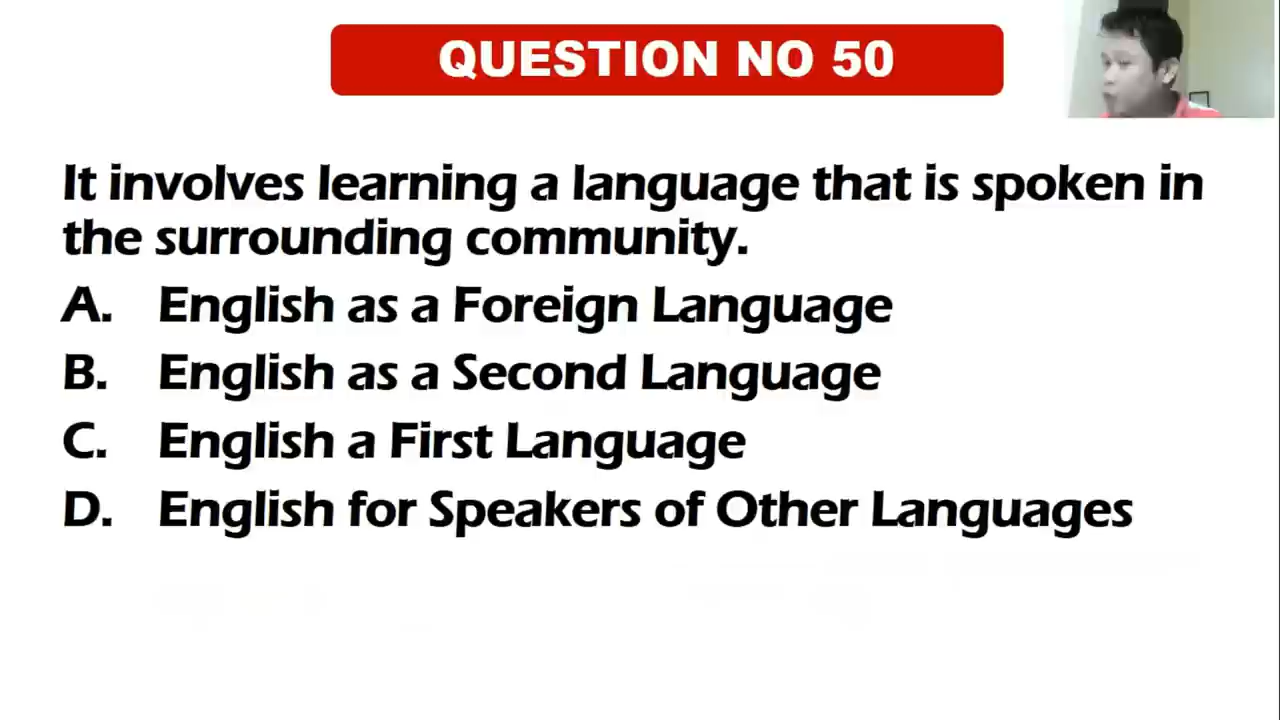 QUESTION NO 50
It involves learning a language that is spoken in
the surrounding community.
A. English as a Foreign Language
B. English as a Second Language
C. English a First Language
D. English for Speakers of Other Languages